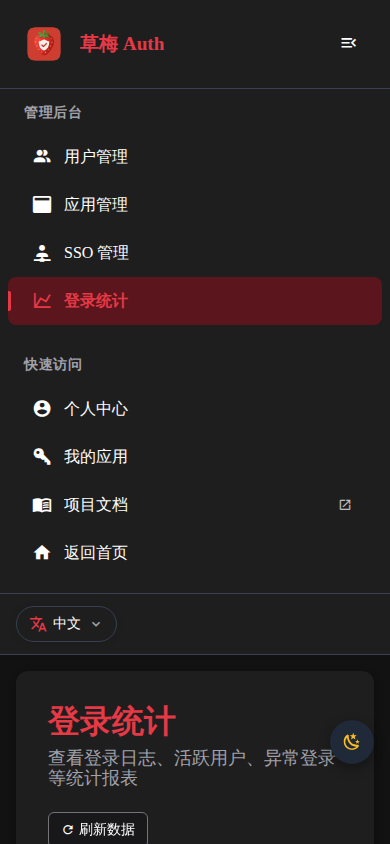 草梅 Auth
管理后台
用户管理
应用管理
SSO 管理
登录统计
快速访问
个人中心
我的应用
项目文档
返回首页
中文
登录统计
查看登录日志、活跃用户、异常登录
等统计报表
刷新数据